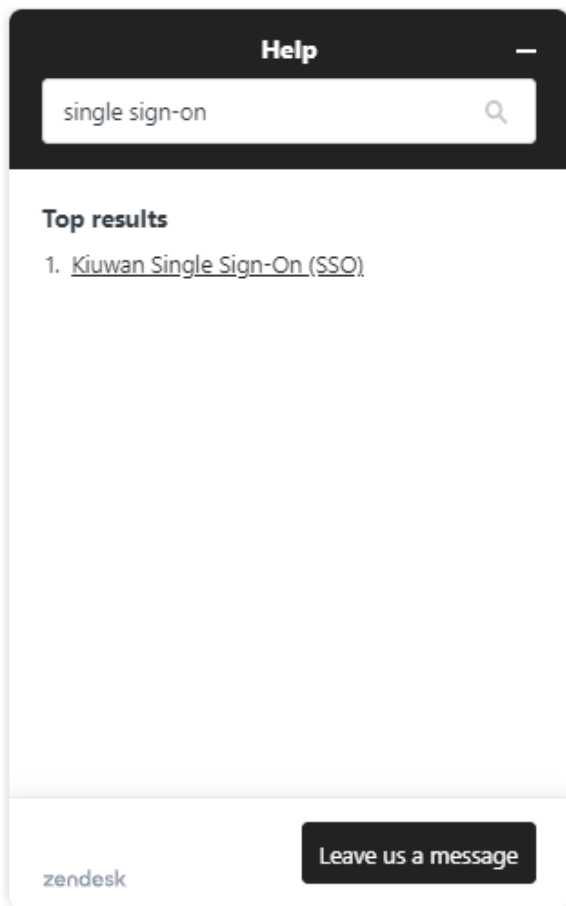 Help
single sign-on
Top results
1. Kiuwan Single Sign-On (SSO)
Leave us a message
zendesk